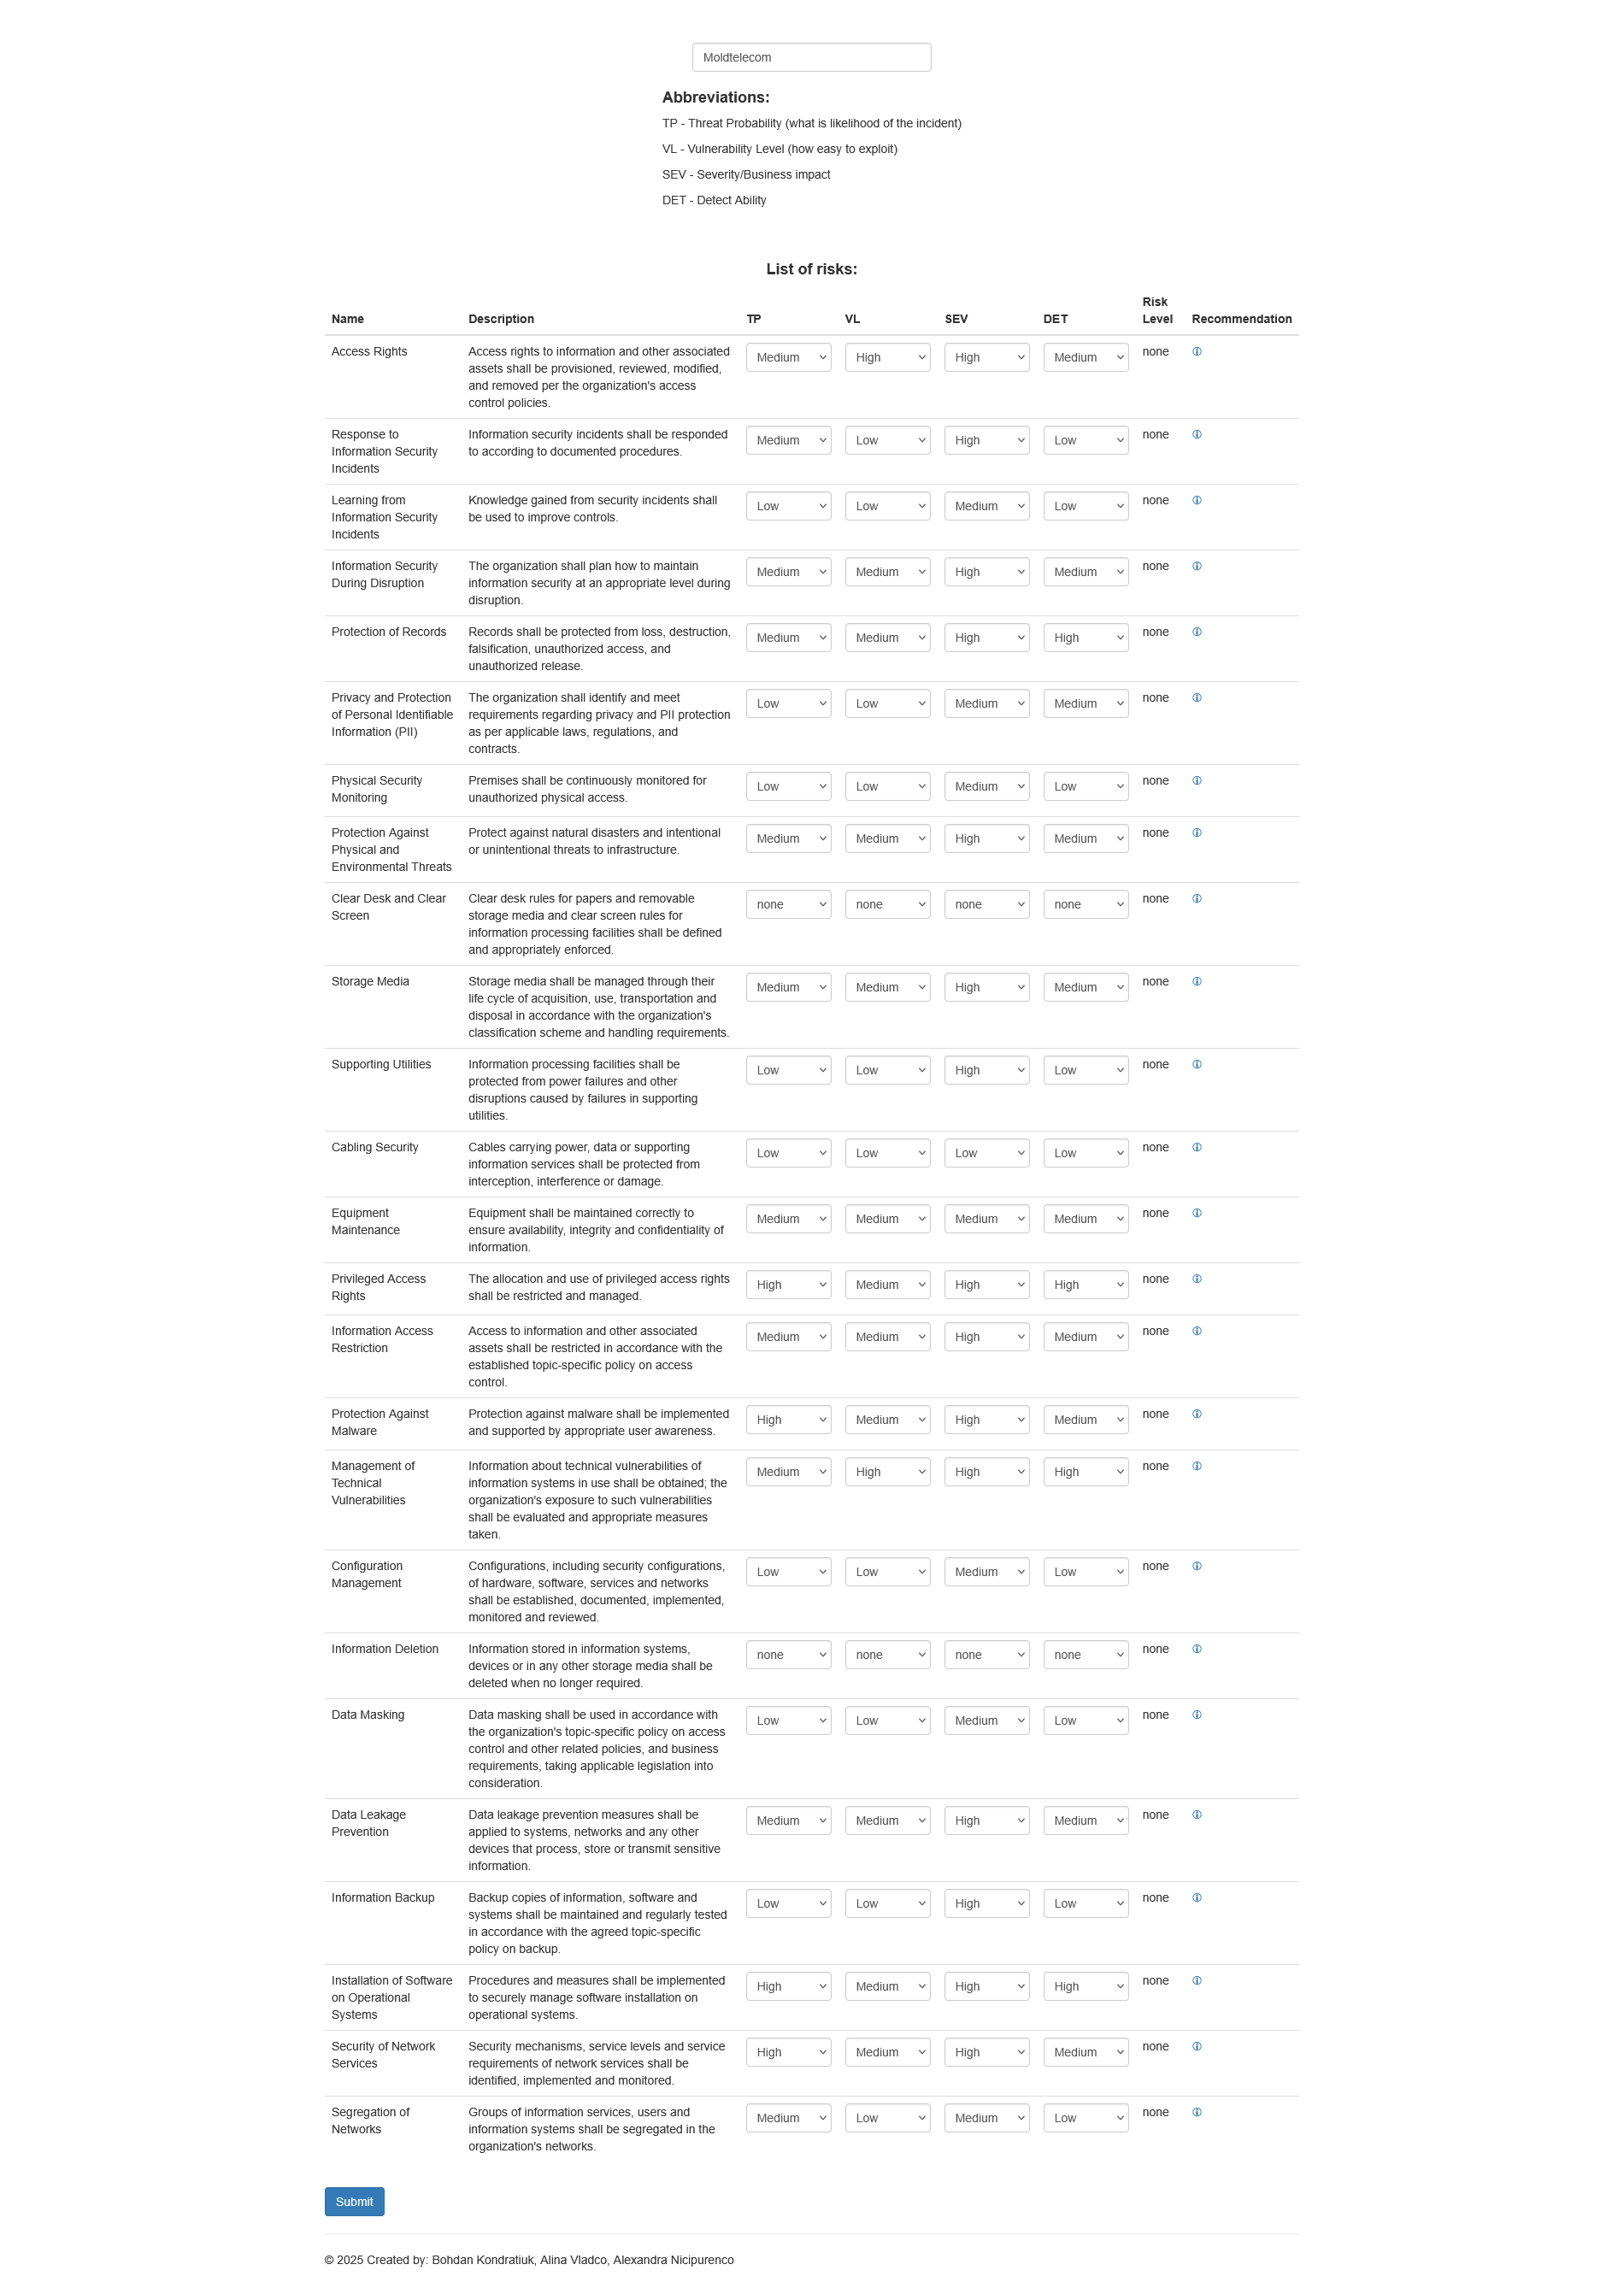 Moldtelecom
Abbreviations:
TP - Threat Probability (what is likelihood of the incident)
VL - Vulnerability Level (how easy to exploit)
SEV - Severity/Business impact
DET - Detect Ability
List of risks:
Name Description TP VL SEV DET Risk Level Recommendation
Access Rights
Access rights to information and other associated
assets shall be provisioned, reviewed, modified,
and removed per the organization's access
control policies.
Medium High High Medium none
Response to
Information Security
Incidents
Information security incidents shall be responded
to according to documented procedures.
Medium Low High Low none
Learning from
Information Security
Incidents
Knowledge gained from security incidents shall
be used to improve controls.
Low Low Medium Low none
Information Security
During Disruption
The organization shall plan how to maintain
information security at an appropriate level during
disruption.
Medium Medium High Medium none
Protection of Records
Records shall be protected from loss, destruction,
falsification, unauthorized access, and
unauthorized release.
Medium Medium High High none
Privacy and Protection
of Personal Identifiable
Information (PII)
The organization shall identify and meet
requirements regarding privacy and PII protection
as per applicable laws, regulations, and
contracts.
Low Low Medium Medium none
Physical Security
Monitoring
Premises shall be continuously monitored for
unauthorized physical access.
Low Low Medium Low none
Protection Against
Physical and
Environmental Threats
Protect against natural disasters and intentional
or unintentional threats to infrastructure.
Medium Medium High Medium none
Clear Desk and Clear
Screen
Clear desk rules for papers and removable
storage media and clear screen rules for
information processing facilities shall be defined
and appropriately enforced.
none none none none none
Storage Media
Storage media shall be managed through their
life cycle of acquisition, use, transportation and
disposal in accordance with the organization's
classification scheme and handling requirements.
Medium Medium High Medium none
Supporting Utilities
Information processing facilities shall be
protected from power failures and other
disruptions caused by failures in supporting
utilities.
Low Low High Low none
Cabling Security
Cables carrying power, data or supporting
information services shall be protected from
interception, interference or damage.
Low Low Low Low none
Equipment
Maintenance
Equipment shall be maintained correctly to
ensure availability, integrity and confidentiality of
information.
Medium Medium Medium Medium none
Privileged Access
Rights
The allocation and use of privileged access rights
shall be restricted and managed.
High Medium High High none
Information Access
Restriction
Access to information and other associated
assets shall be restricted in accordance with the
established topic-specific policy on access
control.
Medium Medium High Medium none
Protection Against
Malware
Protection against malware shall be implemented
and supported by appropriate user awareness.
High Medium High Medium none
Management of
Technical
Vulnerabilities
Information about technical vulnerabilities of
information systems in use shall be obtained; the
organization's exposure to such vulnerabilities
shall be evaluated and appropriate measures
taken.
Medium High High High none
Configuration
Management
Configurations, including security configurations,
of hardware, software, services and networks
shall be established, documented, implemented,
monitored and reviewed.
Low Low Medium Low none
Information Deletion
Information stored in information systems,
devices or in any other storage media shall be
deleted when no longer required.
none none none none none
Data Masking
Data masking shall be used in accordance with
the organization's topic-specific policy on access
control and other related policies, and business
requirements, taking applicable legislation into
consideration.
Low Low Medium Low none
Data Leakage
Prevention
Data leakage prevention measures shall be
applied to systems, networks and any other
devices that process, store or transmit sensitive
information.
Medium Medium High Medium none
Information Backup
Backup copies of information, software and
systems shall be maintained and regularly tested
in accordance with the agreed topic-specific
policy on backup.
Low Low High Low none
Installation of Software
on Operational
Systems
Procedures and measures shall be implemented
to securely manage software installation on
operational systems.
High Medium High High none
Security of Network
Services
Security mechanisms, service levels and service
requirements of network services shall be
identified, implemented and monitored.
High Medium High Medium none
Segregation of
Networks
Groups of information services, users and
information systems shall be segregated in the
organization's networks.
Medium Low Medium Low none
Submit
© 2025 Created by: Bohdan Kondratiuk, Alina Vladco, Alexandra Nicipurenco